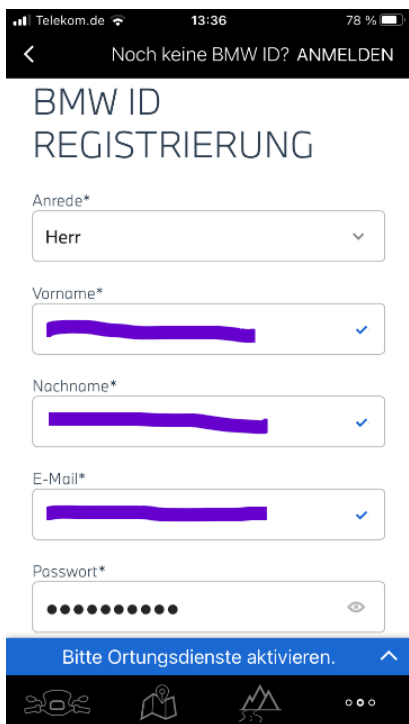 Telekom.de 13:36 78 %
Noch keine BMW ID? ANMELDEN
BMW ID
REGISTRIERUNG
Anrede*
Herr
Vorname*
Nachname*
E-Mail*
Passwort*
●●●●●●●●●●
Bitte Ortungsdienste aktivieren.